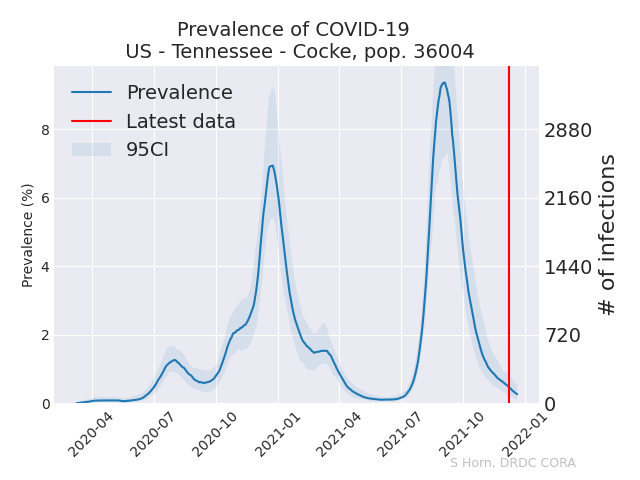 Prevalence of COVID-19
US - Tennessee - Cocke, pop. 36004
Prevalence
Latest data
95CI
Prevalence (%)
8
6
4
2
0
2880
2160
1440
720
0
# of infections
2020-04
2020-07
2020-10
2021-01
2021-04
2021-07
2021-10
2022-01
S Horn, DRDC CORA